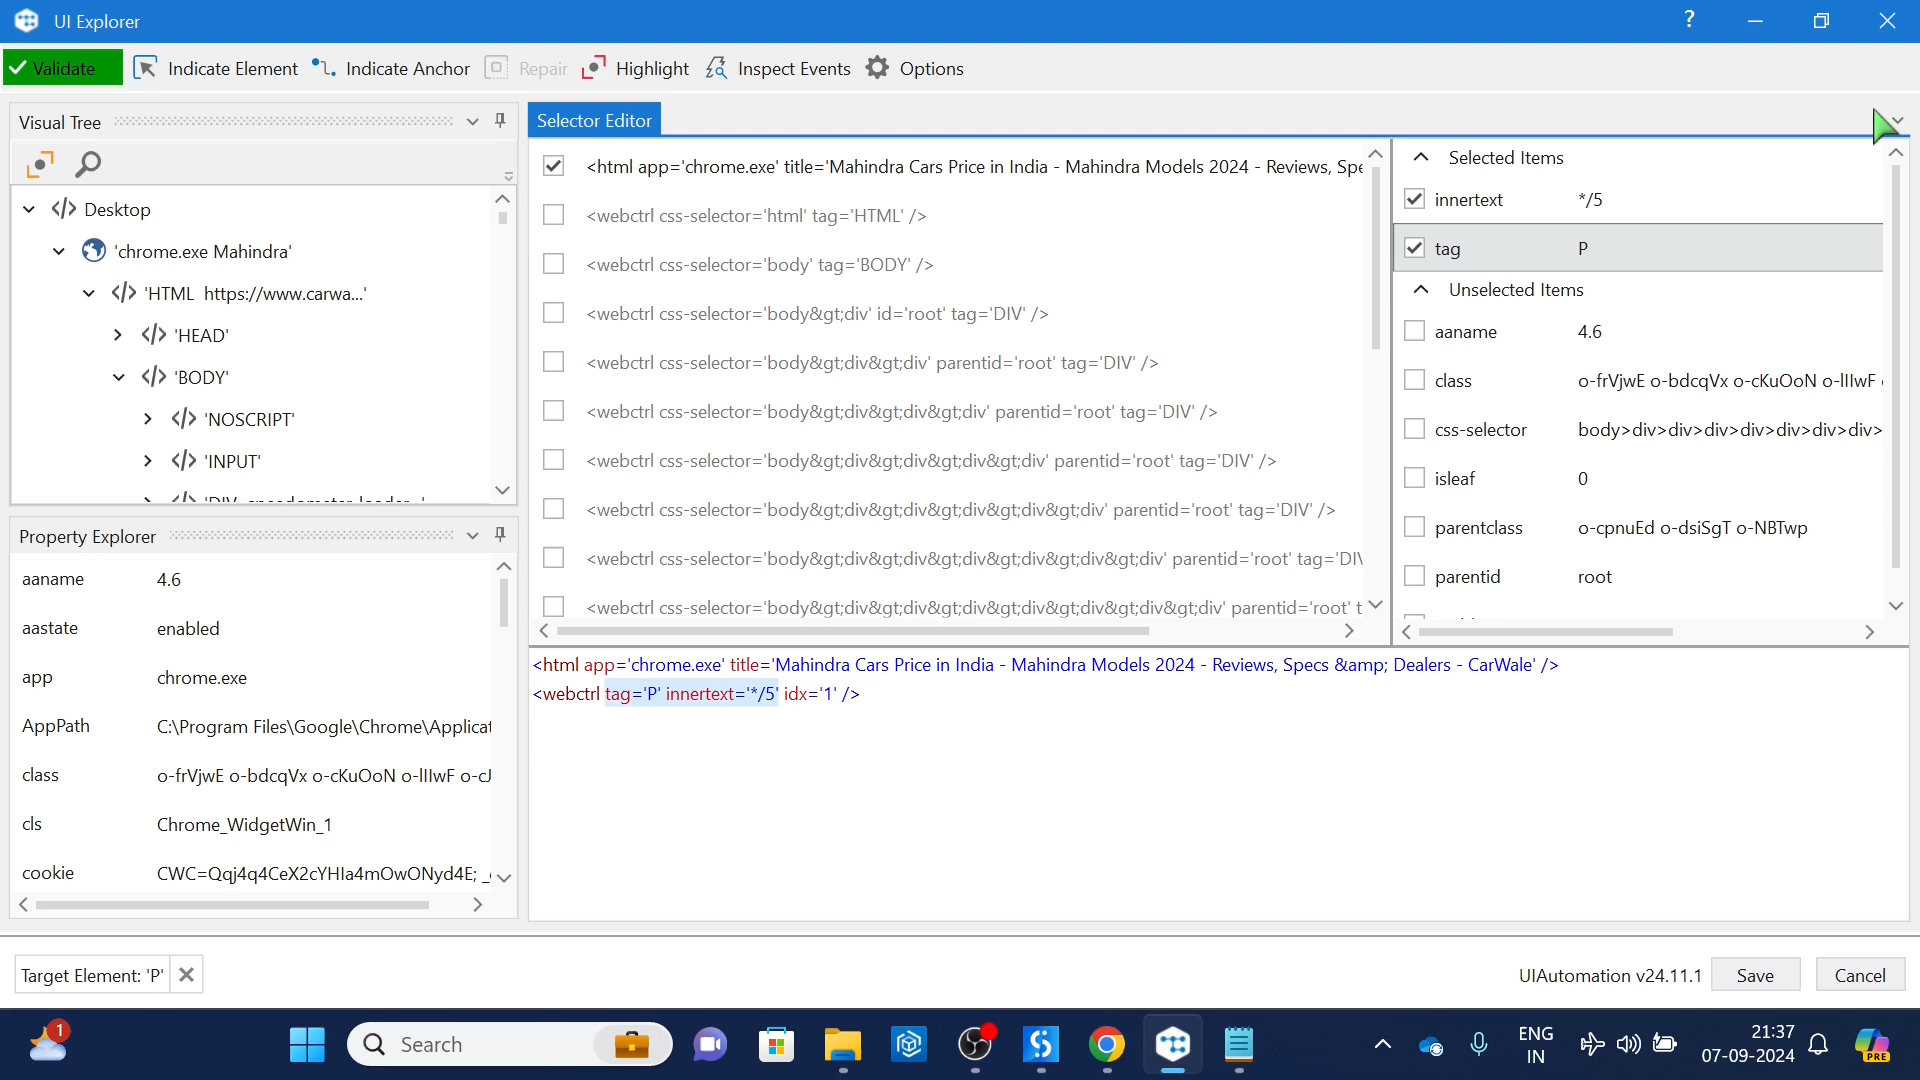 UI Explorer
?
Validate
Indicate Element
Indicate Anchor
Repair
Highlight
Inspect Events
Options
Visual Tree
Desktop
'chrome.exe Mahindra'
'HTML https://www.carwa...'
'HEAD'
'BODY'
'NOSCRIPT'
'INPUT'
Property Explorer
aaname 4.6
aastate enabled
app chrome.exe
AppPath C:\Program Files\Google\Chrome\Applicat
class o-frVjwE o-bdcqVx o-cKuOoN o-lIlwF o-cJ
cls Chrome_WidgetWin_1
cookie CWC=Qqj4q4CeX2cYHIa4mOwONyd4E;
Selector Editor
<html app='chrome.exe' title='Mahindra Cars Price in India - Mahindra Models 2024 - Reviews, Spe
<webctrl css-selector='html' tag='HTML' />
<webctrl css-selector='body' tag='BODY' />
<webctrl css-selector='body&gt;div' id='root' tag='DIV' />
<webctrl css-selector='body&gt;div&gt;div' parentid='root' tag='DIV' />
<webctrl css-selector='body&gt;div&gt;div&gt;div' parentid='root' tag='DIV' />
<webctrl css-selector='body&gt;div&gt;div&gt;div&gt;div' parentid='root' tag='DIV' />
<webctrl css-selector='body&gt;div&gt;div&gt;div&gt;div&gt;div' parentid='root' tag='DIV' />
<webctrl css-selector='body&gt;div&gt;div&gt;div&gt;div&gt;div&gt;div' parentid='root' tag='DIV
<webctrl css-selector='body&gt;div&gt;div&gt;div&gt;div&gt;div&gt;div&gt;div' parentid='root' t
Selected Items
innertext */5
tag P
Unselected Items
aaname 4.6
class o-frVjwE o-bdcqVx o-cKuOoN o-lIlwF
css-selector body>div>div>div>div>div>div>div>
isleaf 0
parentclass o-cpnuEd o-dsiSgT o-NBTwp
parentid root
<html app='chrome.exe' title='Mahindra Cars Price in India - Mahindra Models 2024 - Reviews, Specs &amp; Dealers - CarWale' />
<webctrl tag='P' innertext='*/5' idx='1' />
Target Element: 'P'
UIAutomation v24.11.1
Save
Cancel
1
Search
ENG
IN
21:37
07-09-2024
PRE